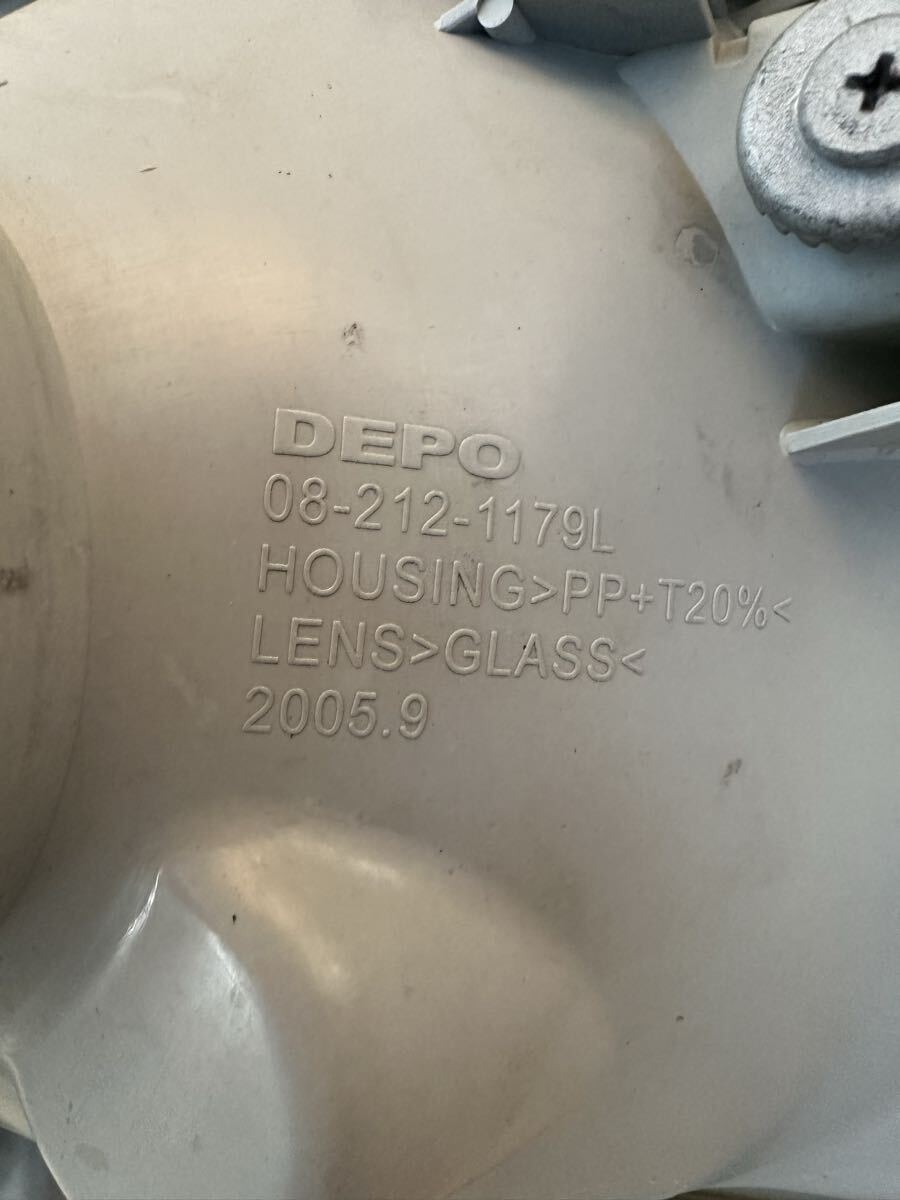 DEPO
08-212-1179L
HOUSING>PP+T20%<
LENS>GLASS<
2005.9